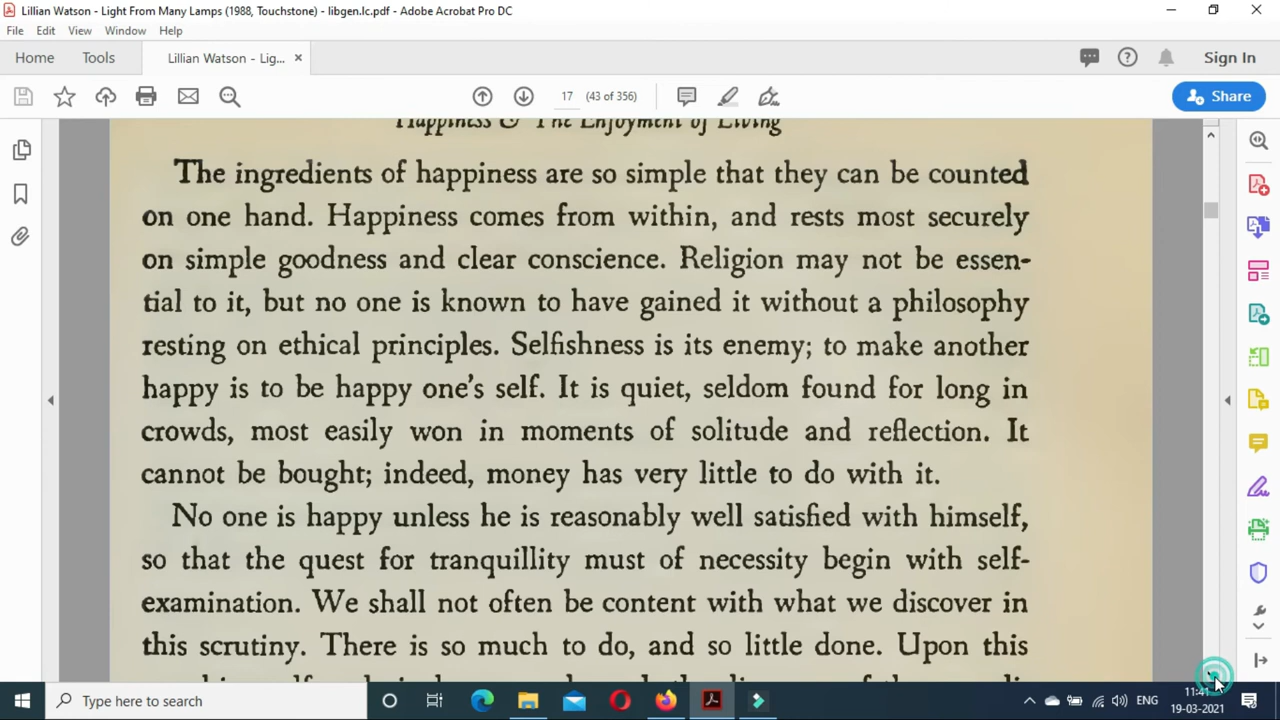 Lillian Watson - Light From Many Lamps (1988, Touchstone) - libgen.lc.pdf - Adobe Acrobat Pro DC
File Edit View Window Help
Home Tools Lillian Watson - Lig... × Sign In
17 (43 of 356) Share
Happiness & The Enjoyment of Living
The ingredients of happiness are so simple that they can be counted
on one hand. Happiness comes from within, and rests most securely
on simple goodness and clear conscience. Religion may not be essen-
tial to it, but no one is known to have gained it without a philosophy
resting on ethical principles. Selfishness is its enemy; to make another
happy is to be happy one's self. It is quiet, seldom found for long in
crowds, most easily won in moments of solitude and reflection. It
cannot be bought; indeed, money has very little to do with it.
No one is happy unless he is reasonably well satisfied with himself,
so that the quest for tranquillity must of necessity begin with self-
examination. We shall not often be content with what we discover in
this scrutiny. There is so much to do, and so little done. Upon this
Type here to search
ENG
11:41
19-03-2021